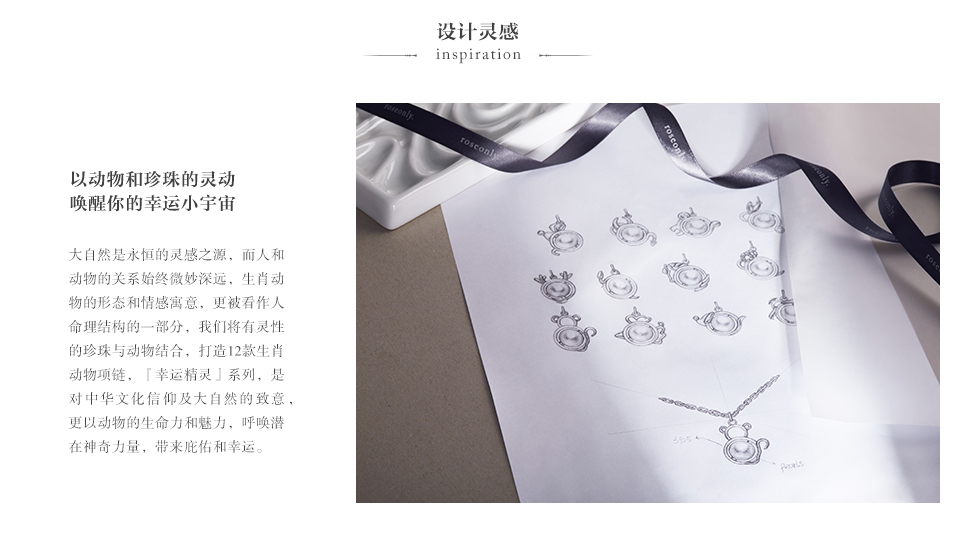 设计灵感
inspiration
以动物和珍珠的灵动
唤醒你的幸运小宇宙
大自然是永恒的灵感之源，而人和
动物的关系始终微妙深远，生肖动
物的形态和情感寓意，更被看作人
命理结构的一部分，我们将有灵性
的珍珠与动物结合，打造12款生肖
动物项链，「幸运精灵」系列，是
对中华文化信仰及大自然的致意，
更以动物的生命力和魅力，呼唤潜
在神奇力量，带来庇佑和幸运。
roseonly.
roseonly.
roseonly.
pearls